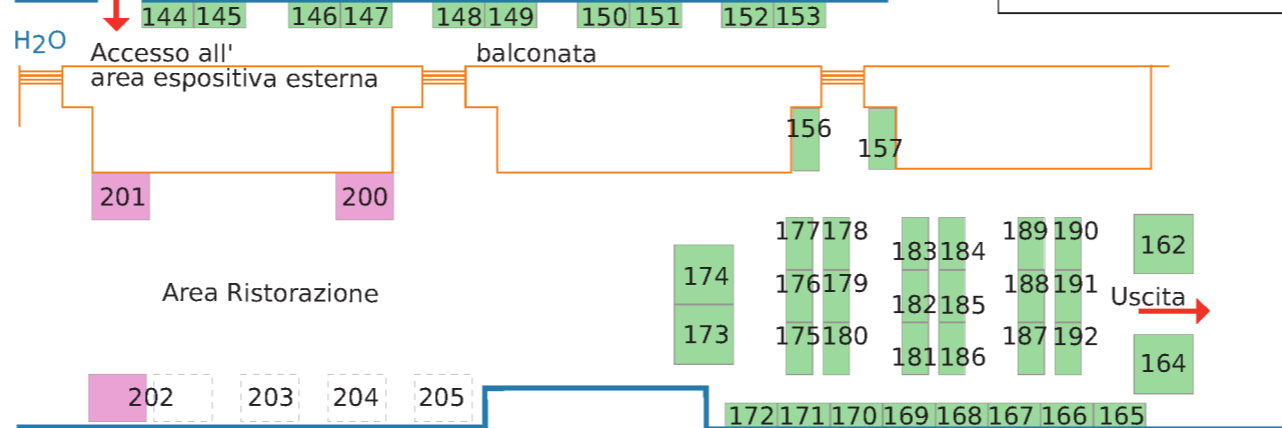 144 145 146 147 148 149 150 151 152 153
H2O
Accesso all'
area espositiva esterna
balconata
156
157
201 200
177 178 183 184 189 190 162
174 176 179 182 185 188 191
Area Ristorazione
Uscita
173 175 180 181 186 187 192 164
202 203 204 205
172 171 170 169 168 167 166 165